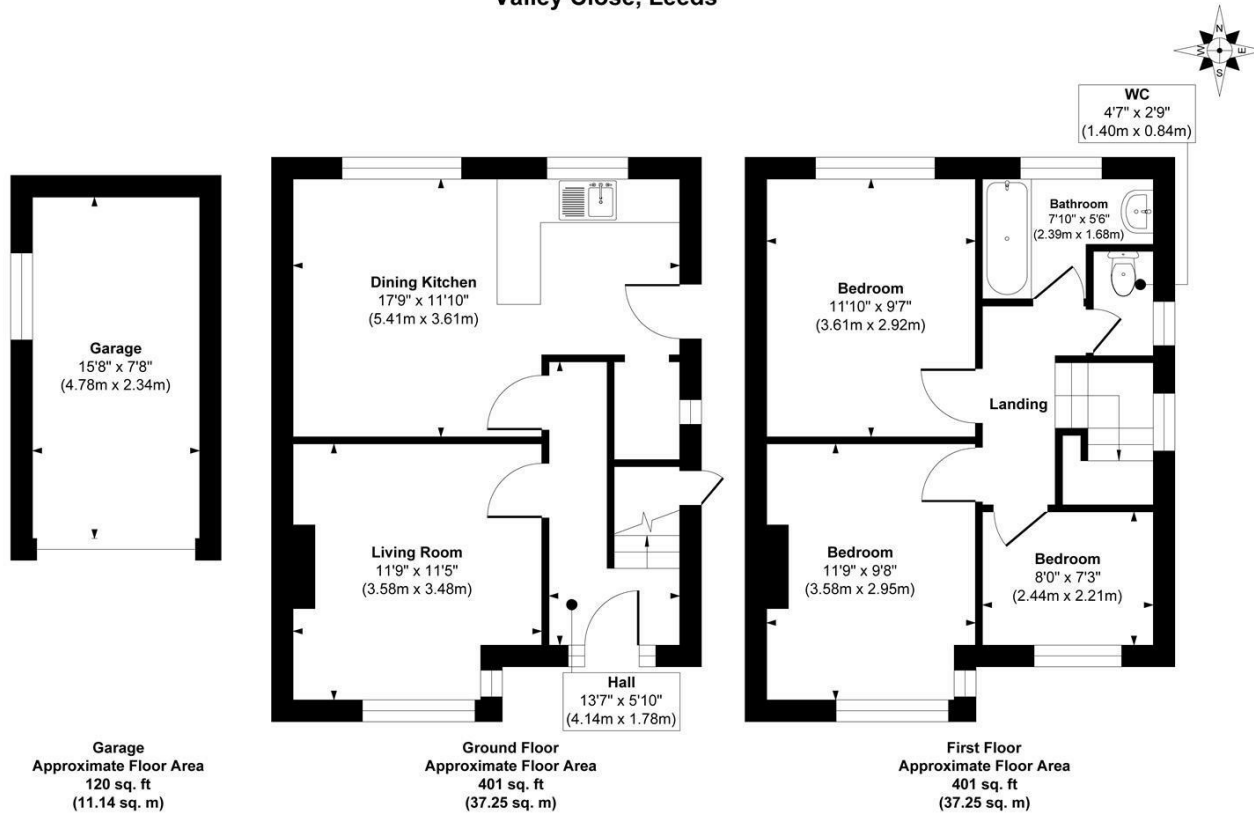 Valley Close, Leeds
N
W
E
S
WC
4'7" x 2'9"
(1.40m x 0.84m)
Garage
15'8" x 7'8"
(4.78m x 2.34m)
Dining Kitchen
17'9" x 11'10"
(5.41m x 3.61m)
Living Room
11'9" x 11'5"
(3.58m x 3.48m)
Hall
13'7" x 5'10"
(4.14m x 1.78m)
Bedroom
11'10" x 9'7"
(3.61m x 2.92m)
Bathroom
7'10" x 5'6"
(2.39m x 1.68m)
Landing
Bedroom
11'9" x 9'8"
(3.58m x 2.95m)
Bedroom
8'0" x 7'3"
(2.44m x 2.21m)
Garage
Approximate Floor Area
120 sq. ft
(11.14 sq. m)
Ground Floor
Approximate Floor Area
401 sq. ft
(37.25 sq. m)
First Floor
Approximate Floor Area
401 sq. ft
(37.25 sq. m)